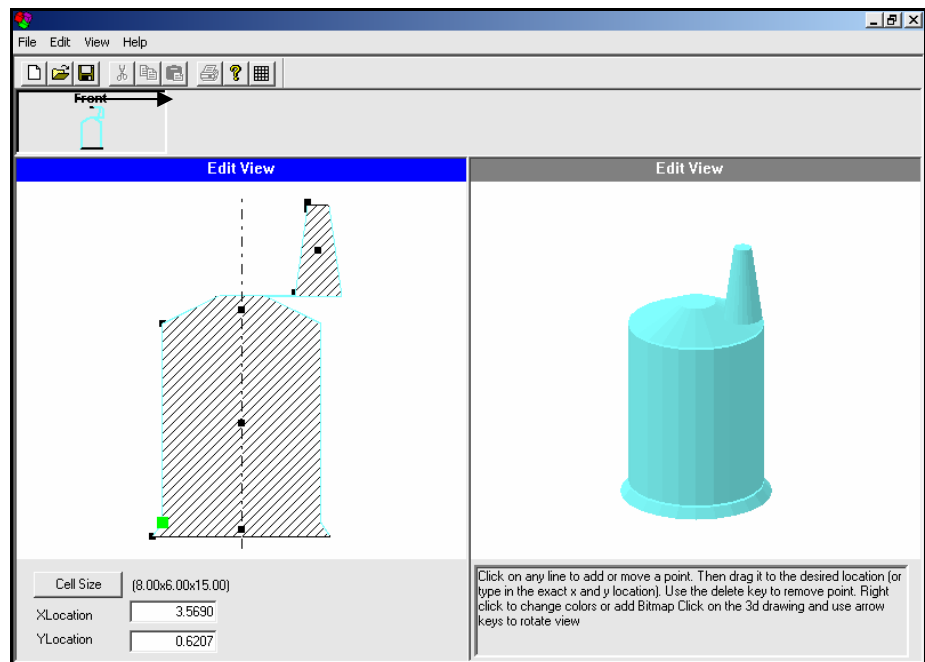 File Edit View Help
Front
Edit View
Edit View
Cell Size (8.00x6.00x15.00)
XLocation 3.5690
YLocation 0.6207
Click on any line to add or move a point. Then drag it to the desired location (or
type in the exact x and y location). Use the delete key to remove point. Right
click to change colors or add Bitmap Click on the 3d drawing and use arrow
keys to rotate view